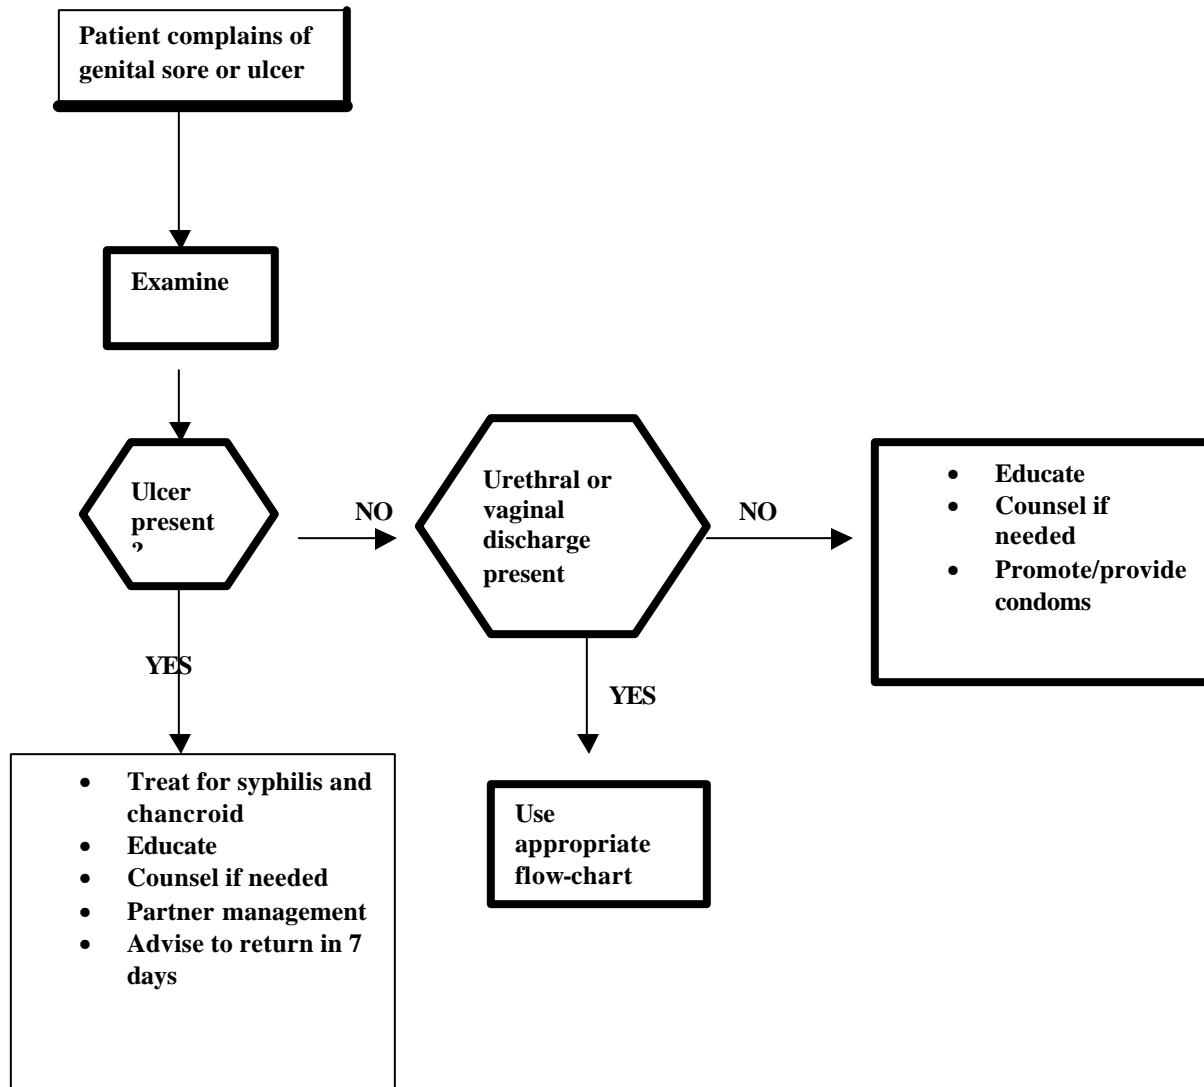 Patient complains of
genital sore or ulcer
Examine
Ulcer
present
?
NO
Urethral or
vaginal
discharge
present
NO
• Educate
• Counsel if
needed
• Promote/provide
condoms
YES
YES
• Treat for syphilis and
chancroid
• Educate
• Counsel if needed
• Partner management
• Advise to return in 7
days
Use
appropriate
flow-chart